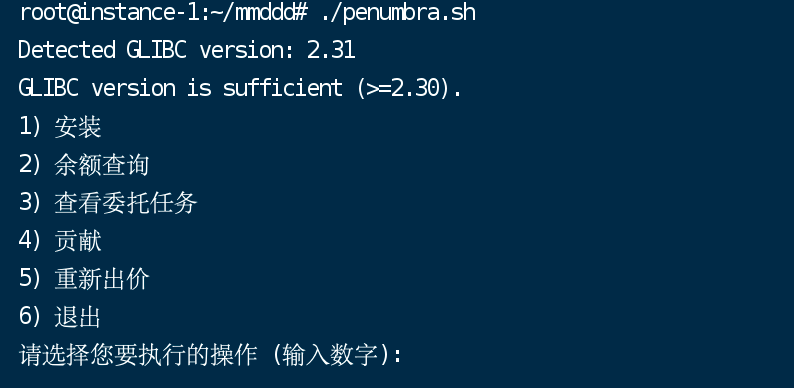 root@instance-1:~/mmddd# ./penumbra.sh
Detected GLIBC version: 2.31
GLIBC version is sufficient (>=2.30).
1) 安装
2) 余额查询
3) 查看委托任务
4) 贡献
5) 重新出价
6) 退出
请选择您要执行的操作 (输入数字):